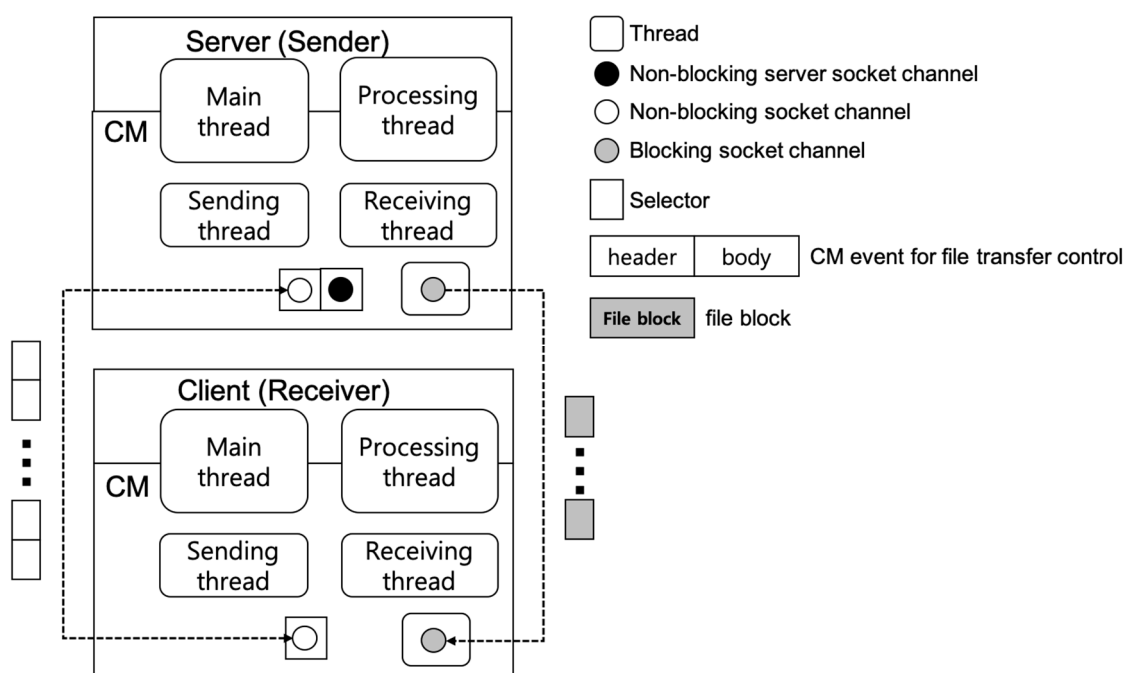 Server (Sender)
Main
thread
Processing
thread
CM
Sending
thread
Receiving
thread
Client (Receiver)
Main
thread
Processing
thread
CM
Sending
thread
Receiving
thread
Thread
Non-blocking server socket channel
Non-blocking socket channel
Blocking socket channel
Selector
header
body
CM event for file transfer control
File block
file block